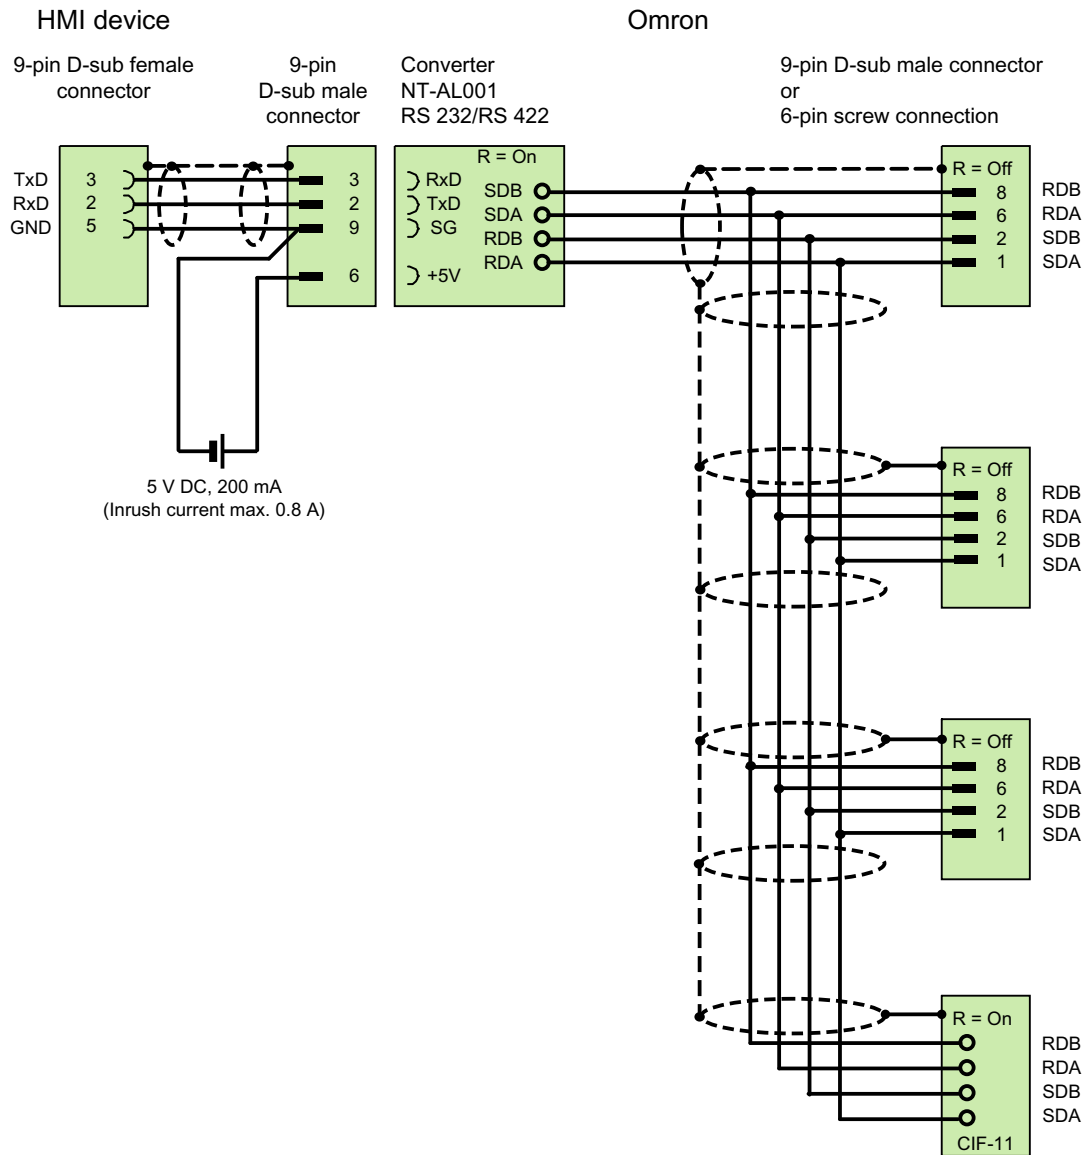 HMI device
Omron
9-pin D-sub female
connector
9-pin
D-sub male
connector
Converter
NT-AL001
RS 232/RS 422
9-pin D-sub male connector
or
6-pin screw connection
TxD 3
RxD 2
GND 5
3
2
9
6
R = On
RxD
TxD
SG
+5V
SDB
SDA
RDB
RDA
R = Off
8 RDB
6 RDA
2 SDB
1 SDA
5 V DC, 200 mA
(Inrush current max. 0.8 A)
R = Off
8 RDB
6 RDA
2 SDB
1 SDA
R = Off
8 RDB
6 RDA
2 SDB
1 SDA
R = On
RDB
RDA
SDB
SDA
CIF-11